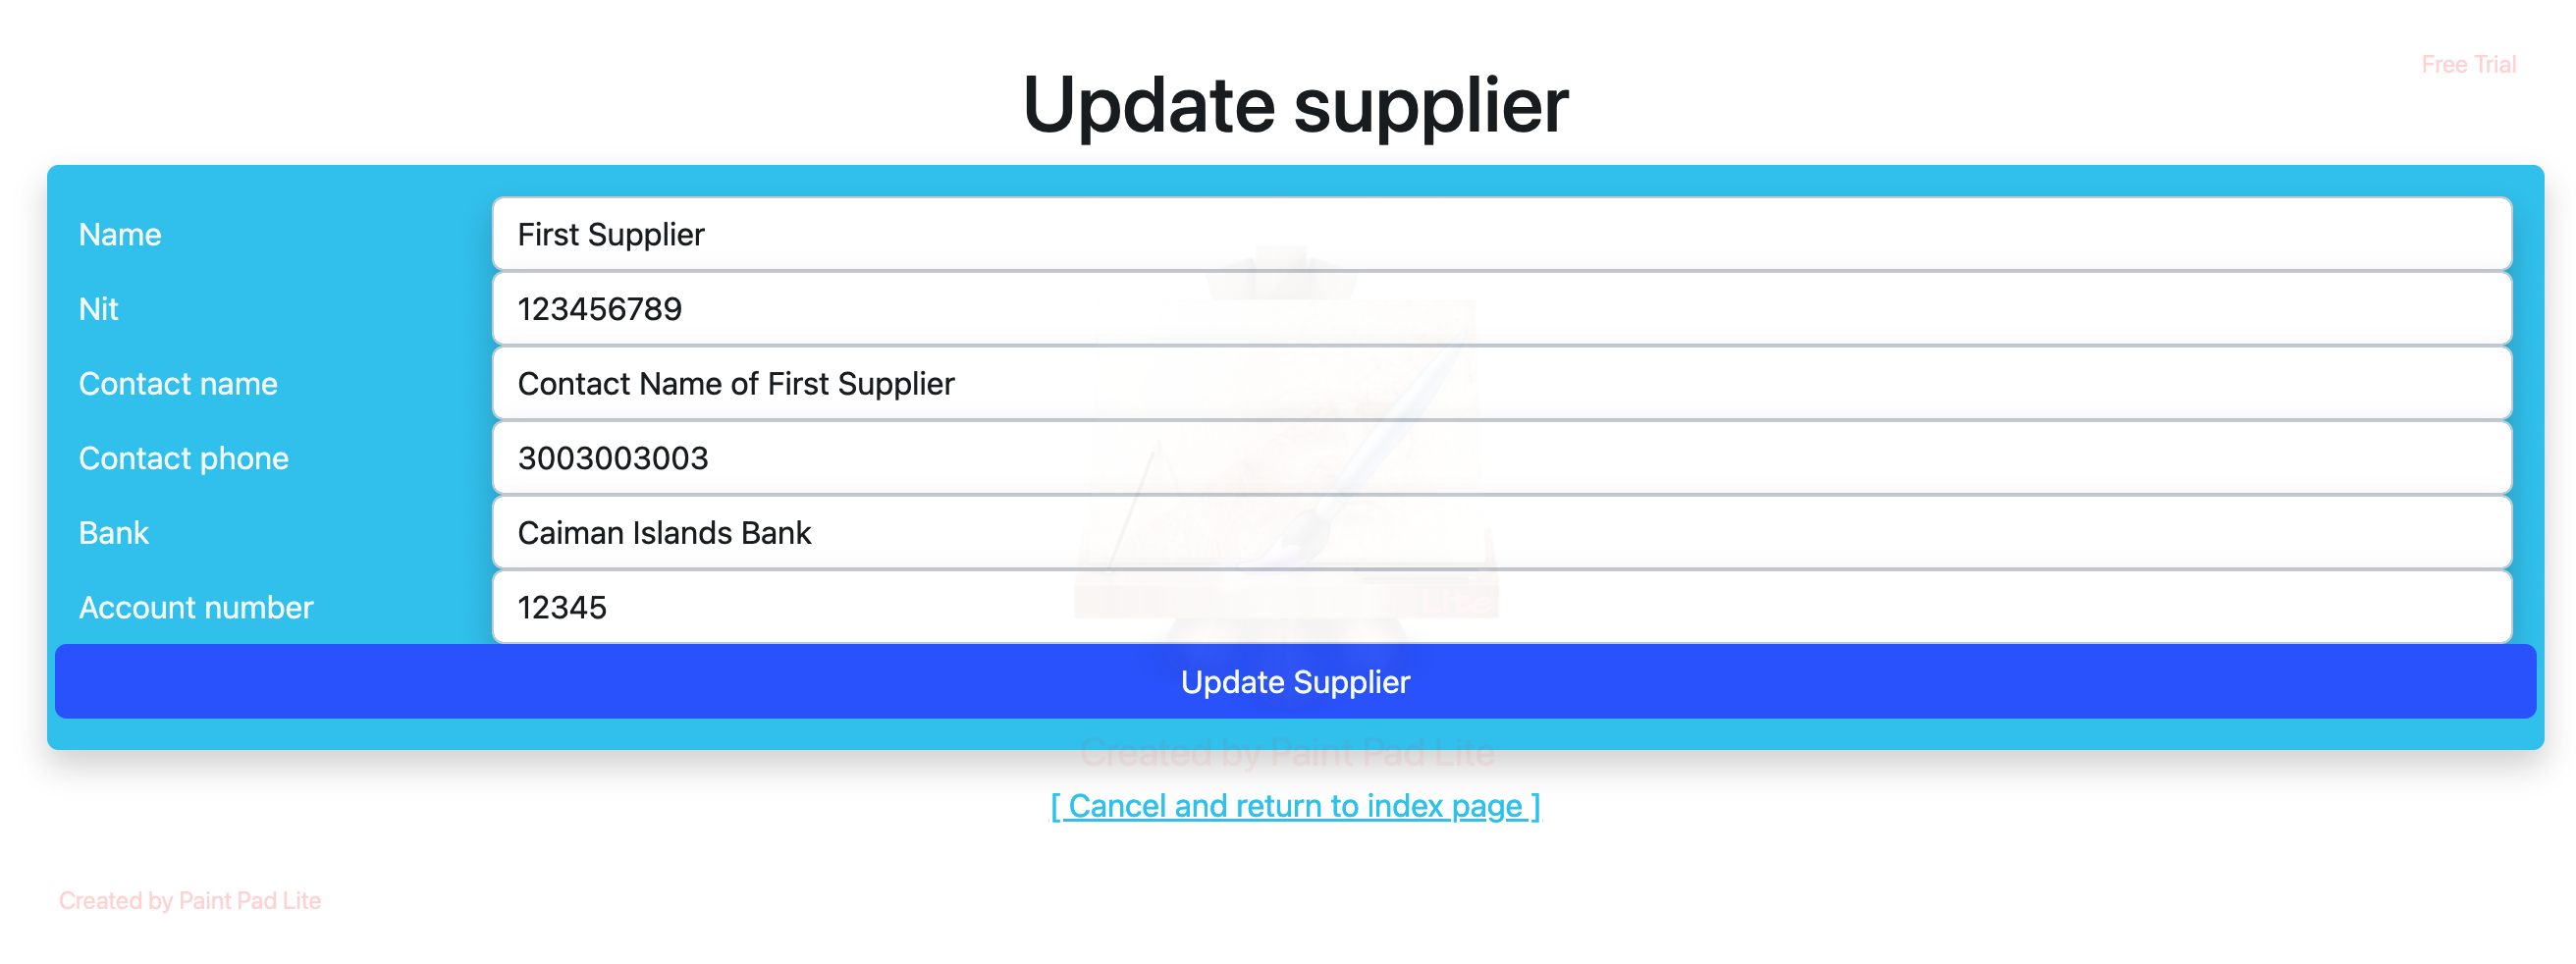 Free Trial
Update supplier
Name First Supplier
Nit 123456789
Contact name Contact Name of First Supplier
Contact phone 3003003003
Bank Caiman Islands Bank
Account number 12345
Update Supplier
Created by Paint Pad Lite
[ Cancel and return to index page ]
Created by Paint Pad Lite